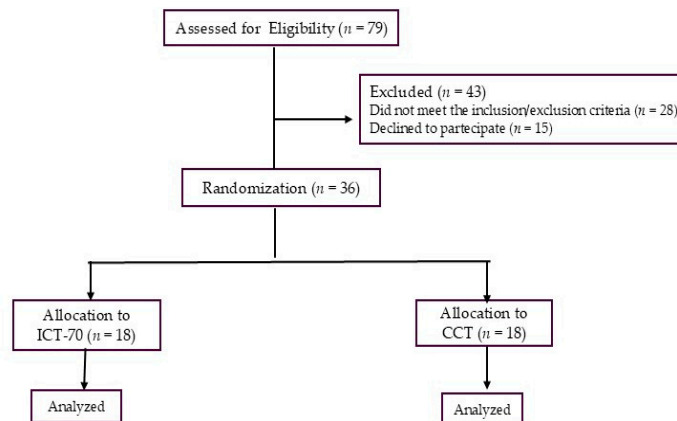 Assessed for Eligibility (n = 79)
Excluded (n = 43)
Did not meet the inclusion/exclusion criteria (n = 28)
Declined to partecipate (n = 15)
Randomization (n = 36)
Allocation to
ICT-70 (n = 18)
Allocation to
CCT (n = 18)
Analyzed
Analyzed